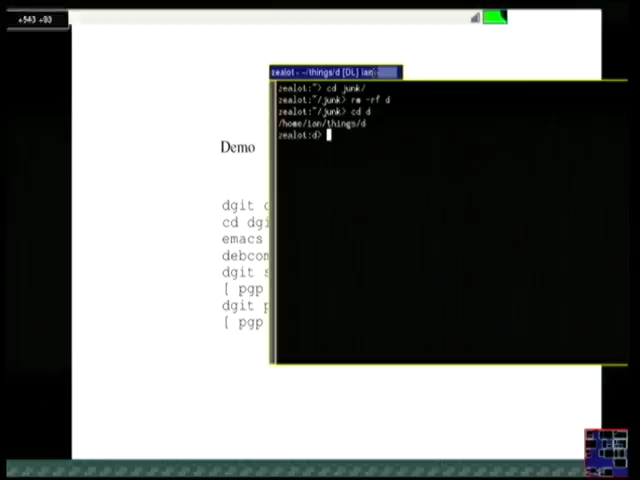 +543 +93
zealot - ~/things/d [DL] ian
zealot:~> cd junk/
zealot:~/junk> rm -rf d
zealot:~/junk> cd d
/home/ian/things/d
zealot:d>
Demo
dgit c
cd dgi
emacs
debcom
dgit s
[ pgp
dgit p
[ pgp